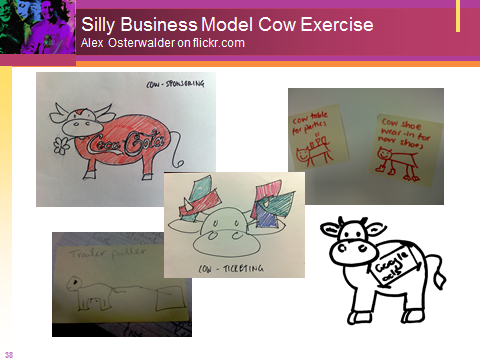 Silly Business Model Cow Exercise
Alex Osterwalder on flickr.com
COW - SPONSORING
Coca Cola
cow table
for parties
Cow shoe
wear-in for
new shoes
COW - TICKETING
Trailer puller
Google
ads
38